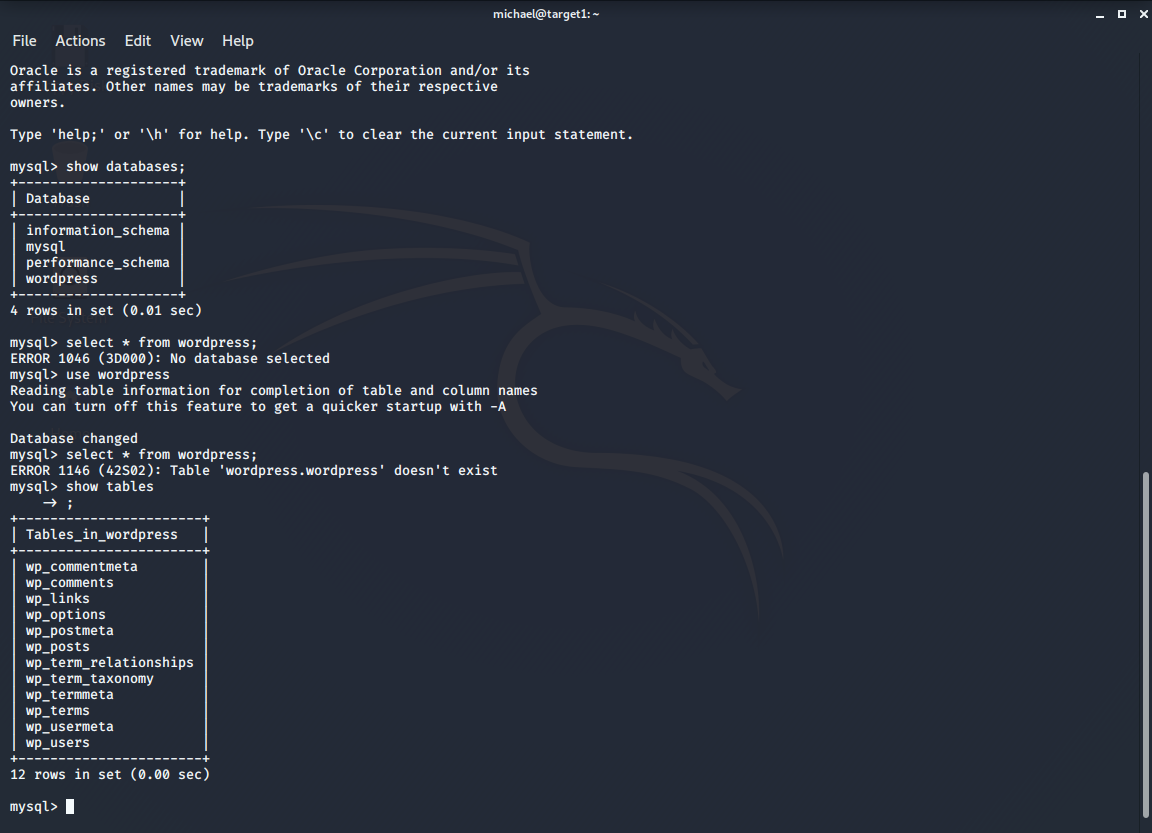 michael@target1: ~
File Actions Edit View Help
Oracle is a registered trademark of Oracle Corporation and/or its
affiliates. Other names may be trademarks of their respective
owners.
Type 'help;' or '\h' for help. Type '\c' to clear the current input statement.
mysql> show databases;
+--------------------+
| Database           |
+--------------------+
| information_schema |
| mysql              |
| performance_schema |
| wordpress          |
+--------------------+
4 rows in set (0.01 sec)
mysql> select * from wordpress;
ERROR 1046 (3D000): No database selected
mysql> use wordpress
Reading table information for completion of table and column names
You can turn off this feature to get a quicker startup with -A
Database changed
mysql> select * from wordpress;
ERROR 1146 (42S02): Table 'wordpress.wordpress' doesn't exist
mysql> show tables
    -> ;
+-----------------------+
| Tables_in_wordpress   |
+-----------------------+
| wp_commentmeta        |
| wp_comments           |
| wp_links              |
| wp_options            |
| wp_postmeta           |
| wp_posts              |
| wp_term_relationships |
| wp_term_taxonomy      |
| wp_termmeta           |
| wp_terms              |
| wp_usermeta           |
| wp_users              |
+-----------------------+
12 rows in set (0.00 sec)
mysql>